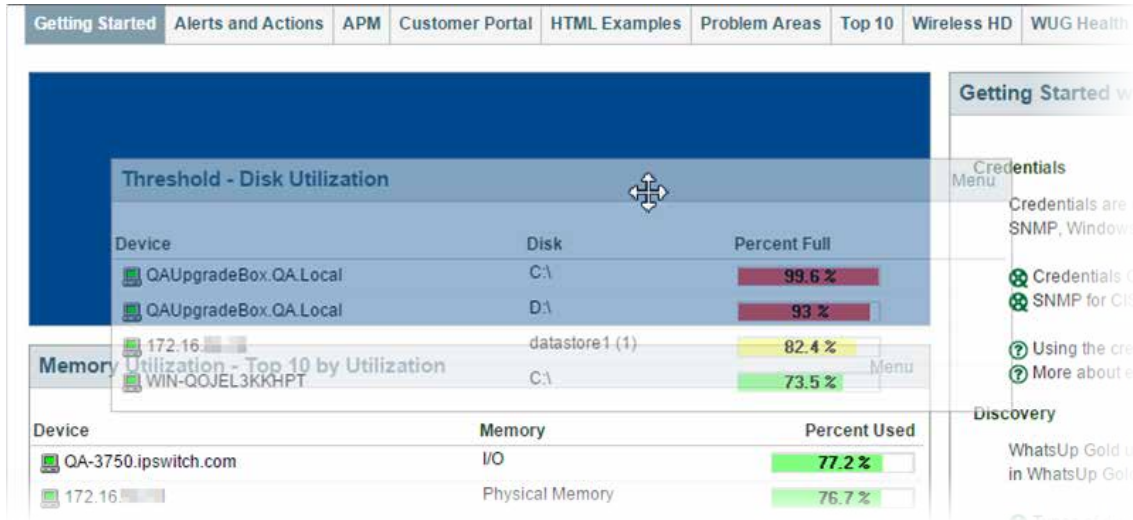 Getting Started Alerts and Actions APM Customer Portal HTML Examples Problem Areas Top 10 Wireless HD WUG Health
Threshold - Disk Utilization
Menu
Device Disk Percent Full
QAUpgradeBox.QA.Local C:\ 99.6 %
QAUpgradeBox.QA.Local D:\ 93 %
172.16. datastore1 (1) 82.4 %
WIN-QOJEL3KKHPT C:\ 73.5 %
Memory Utilization - Top 10 by Utilization
Menu
Device Memory Percent Used
QA-3750.ipswitch.com I/O 77.2 %
172.16. Physical Memory 76.7 %
Getting Started
Credentials
Credentials are
SNMP, Window
Credentials
SNMP for CIS
Using the cre
More about
Discovery
WhatsUp Gold
in WhatsUp Gol